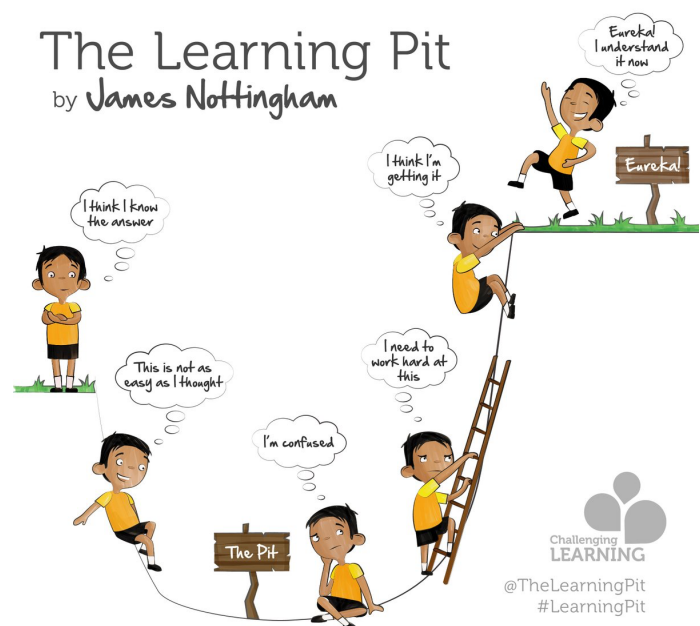 The Learning Pit
by James Nottingham
I think I know
the answer
This is not as
easy as I thought
The Pit
I'm confused
I need to
work hard at
this
I think I'm
getting it
Eureka!
I understand
it now
Eureka!
Challenging
LEARNING
@TheLearningPit
#LearningPit